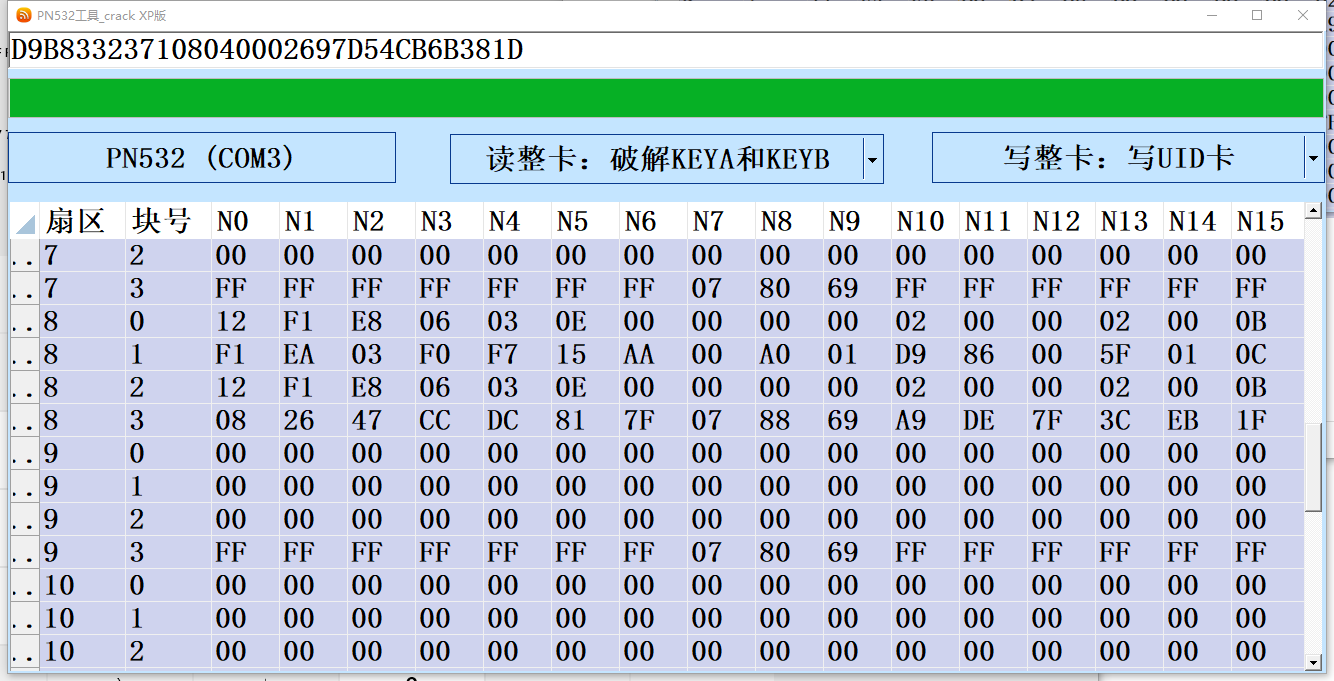 PN532工具_crack XP版
D9B833237108040002697D54CB6B381D
PN532 (COM3) 读整卡: 破解KEYA和KEYB 写整卡: 写UID卡
扇区 块号 N0 N1 N2 N3 N4 N5 N6 N7 N8 N9 N10 N11 N12 N13 N14 N15
.. 7 2 00 00 00 00 00 00 00 00 00 00 00 00 00 00 00 00
.. 7 3 FF FF FF FF FF FF FF 07 80 69 FF FF FF FF FF FF
.. 8 0 12 F1 E8 06 03 0E 00 00 00 00 02 00 00 02 00 0B
.. 8 1 F1 EA 03 F0 F7 15 AA 00 A0 01 D9 86 00 5F 01 0C
.. 8 2 12 F1 E8 06 03 0E 00 00 00 00 02 00 00 02 00 0B
.. 8 3 08 26 47 CC DC 81 7F 07 88 69 A9 DE 7F 3C EB 1F
.. 9 0 00 00 00 00 00 00 00 00 00 00 00 00 00 00 00 00
.. 9 1 00 00 00 00 00 00 00 00 00 00 00 00 00 00 00 00
.. 9 2 00 00 00 00 00 00 00 00 00 00 00 00 00 00 00 00
.. 9 3 FF FF FF FF FF FF FF 07 80 69 FF FF FF FF FF FF
.. 10 0 00 00 00 00 00 00 00 00 00 00 00 00 00 00 00 00
.. 10 1 00 00 00 00 00 00 00 00 00 00 00 00 00 00 00 00
.. 10 2 00 00 00 00 00 00 00 00 00 00 00 00 00 00 00 00